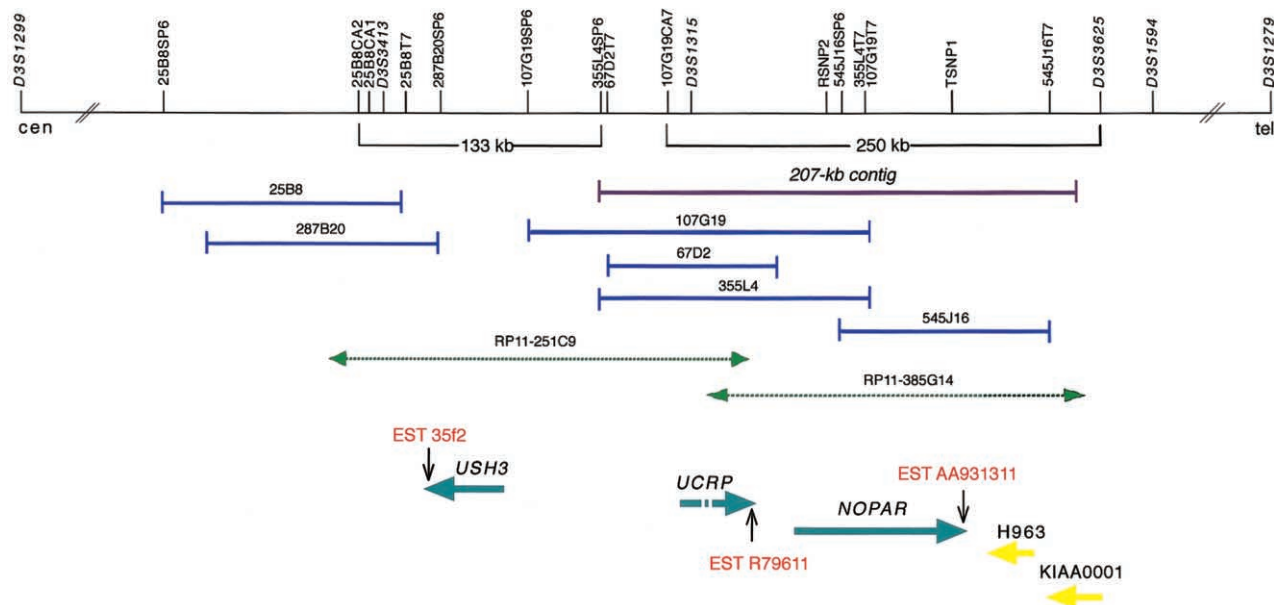 D3S1299
25B8SP6
25B8CA2
25B8CA1
D3S3413
25B8T7
287B20SP6
107G19SP6
355L4SP6
67D2T7
107G19CA7
D3S1315
RSNP2
545J16SP6
355L4T7
107G19T7
TSNP1
545J16T7
D3S3625
D3S1594
D3S1279
cen
tel
133 kb
250 kb
207-kb contig
25B8
107G19
287B20
67D2
355L4
545J16
RP11-251C9
RP11-385G14
EST 35f2
USH3
UCRP
EST AA931311
NOPAR
H963
EST R79611
KIAA0001